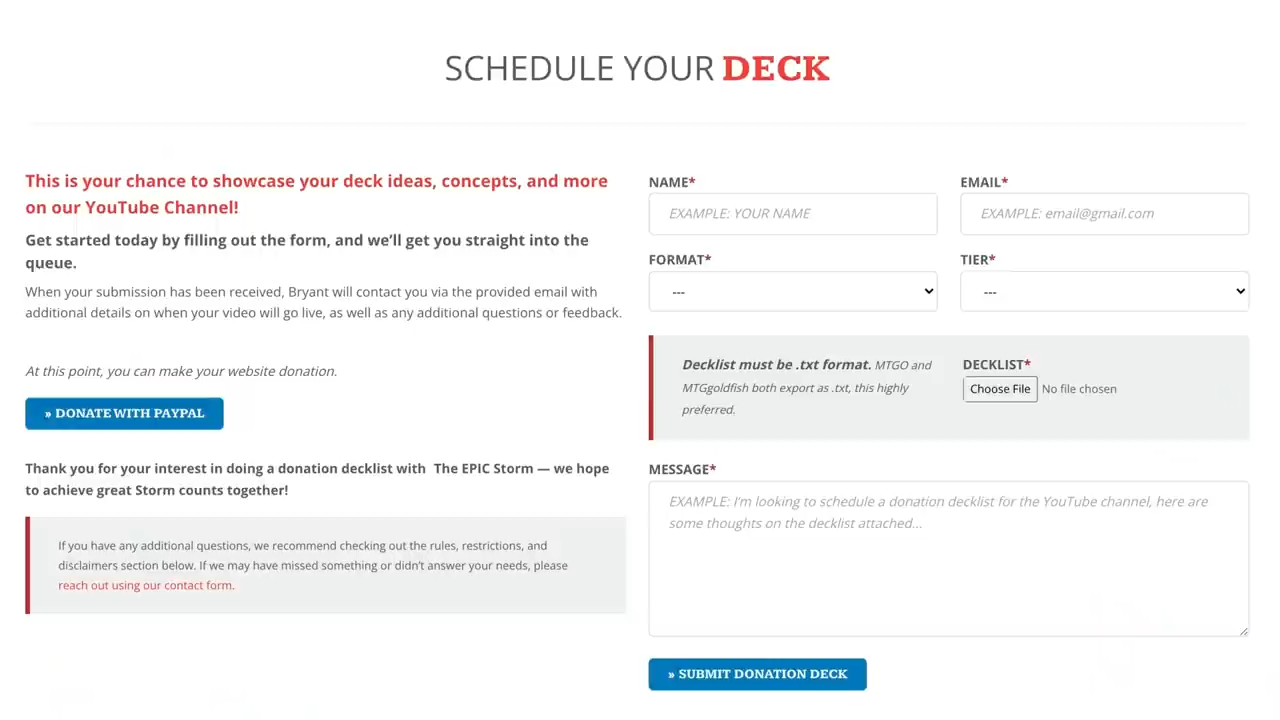 SCHEDULE YOUR DECK
This is your chance to showcase your deck ideas, concepts, and more
on our YouTube Channel!
Get started today by filling out the form, and we’ll get you straight into the
queue.
When your submission has been received, Bryant will contact you via the provided email with
additional details on when your video will go live, as well as any additional questions or feedback.
At this point, you can make your website donation.
» DONATE WITH PAYPAL
Thank you for your interest in doing a donation decklist with The EPIC Storm — we hope
to achieve great Storm counts together!
If you have any additional questions, we recommend checking out the rules, restrictions, and
disclaimers section below. If we may have missed something or didn’t answer your needs, please
reach out using our contact form.
NAME*
EXAMPLE: YOUR NAME
EMAIL*
EXAMPLE: email@gmail.com
FORMAT*
---
TIER*
---
Decklist must be .txt format. MTGO and
MTGgoldfish both export as .txt, this highly
preferred.
DECKLIST*
Choose File No file chosen
MESSAGE*
EXAMPLE: I'm looking to schedule a donation decklist for the YouTube channel, here are
some thoughts on the decklist attached...
» SUBMIT DONATION DECK